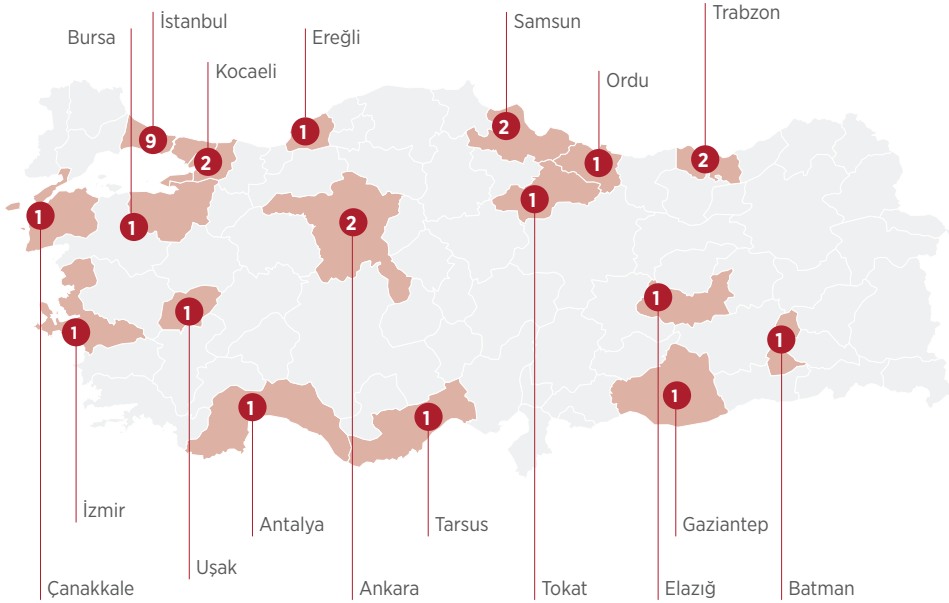 İstanbul
Samsun
Trabzon
Bursa
Ereğli
Kocaeli
Ordu
9
2
1
2
1
2
1
1
1
2
1
1
1
1
1
1
1
İzmir
Antalya
Tarsus
Gaziantep
Uşak
Çanakkale
Ankara
Tokat
Elazığ
Batman